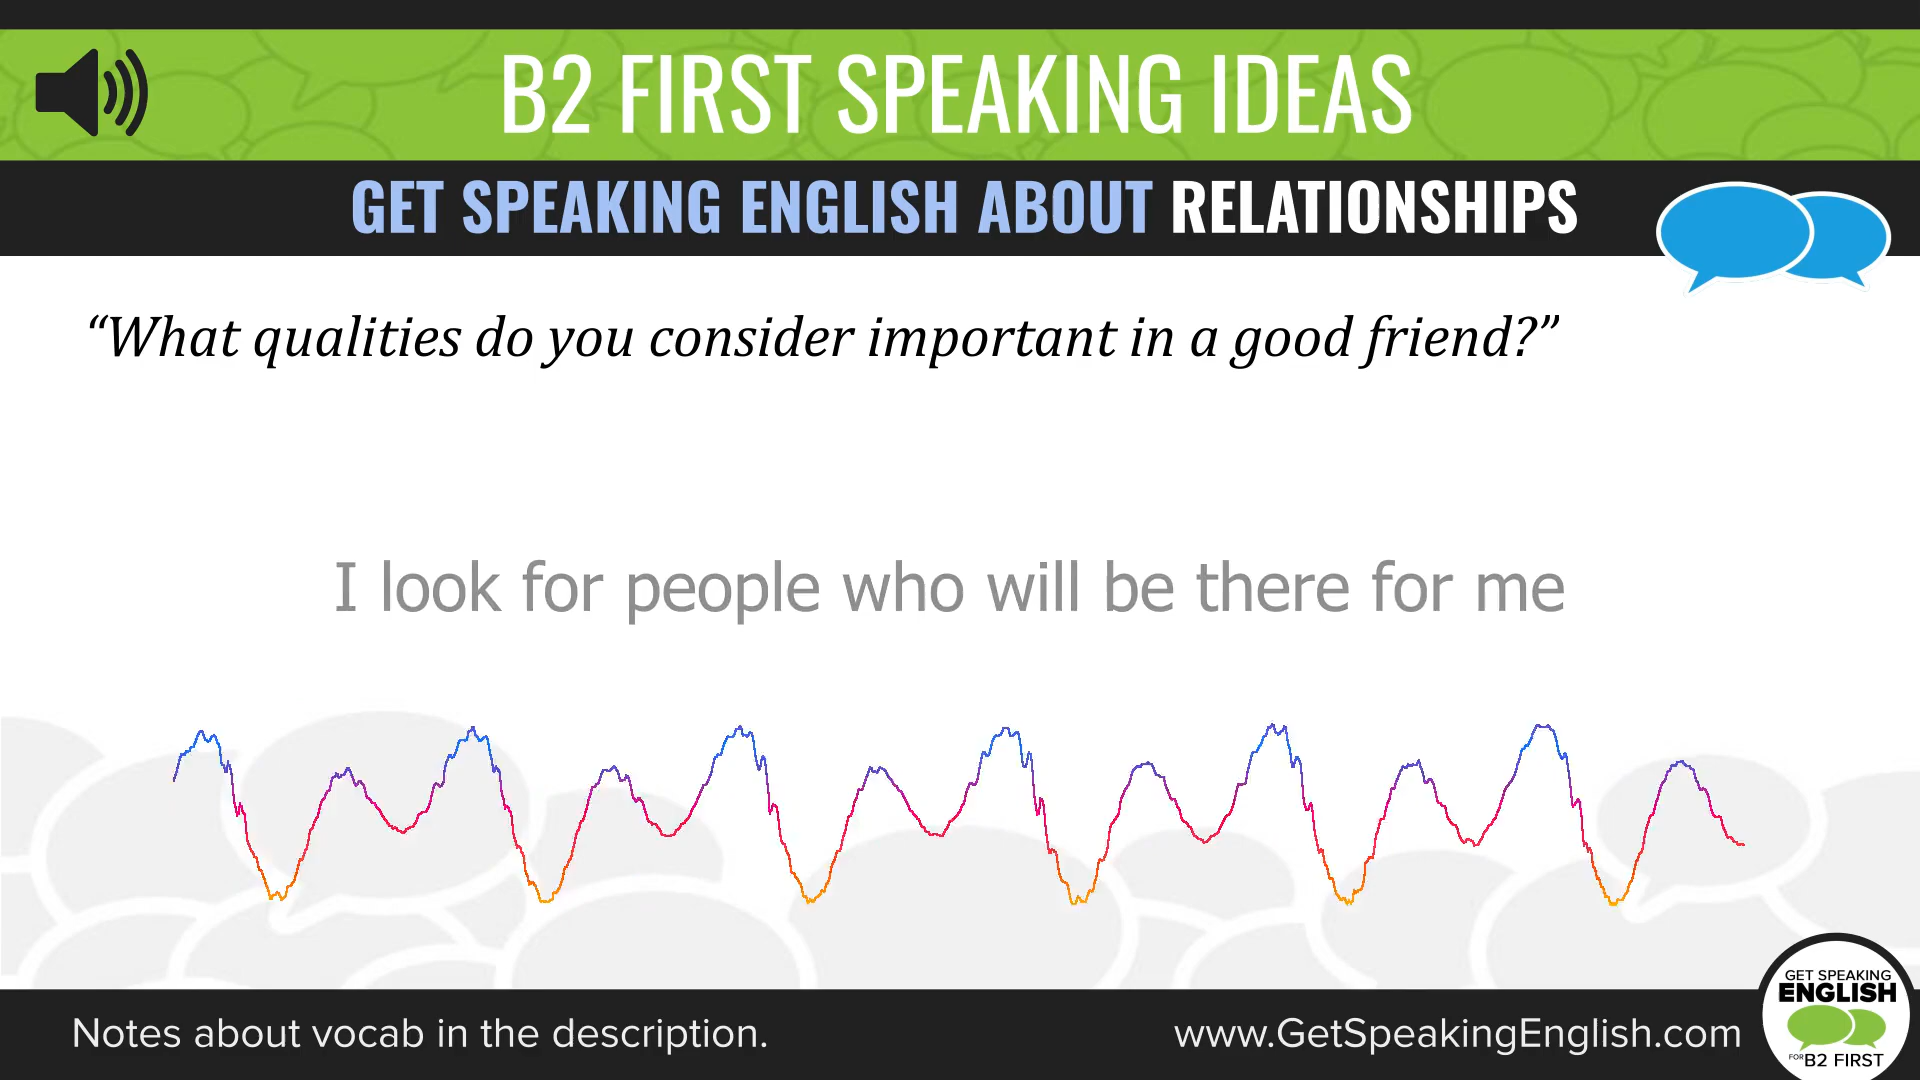 B2 FIRST SPEAKING IDEAS
GET SPEAKING ENGLISH ABOUT RELATIONSHIPS
“What qualities do you consider important in a good friend?”
I look for people who will be there for me
Notes about vocab in the description.
www.GetSpeakingEnglish.com
GET SPEAKING
ENGLISH
FOR B2 FIRST